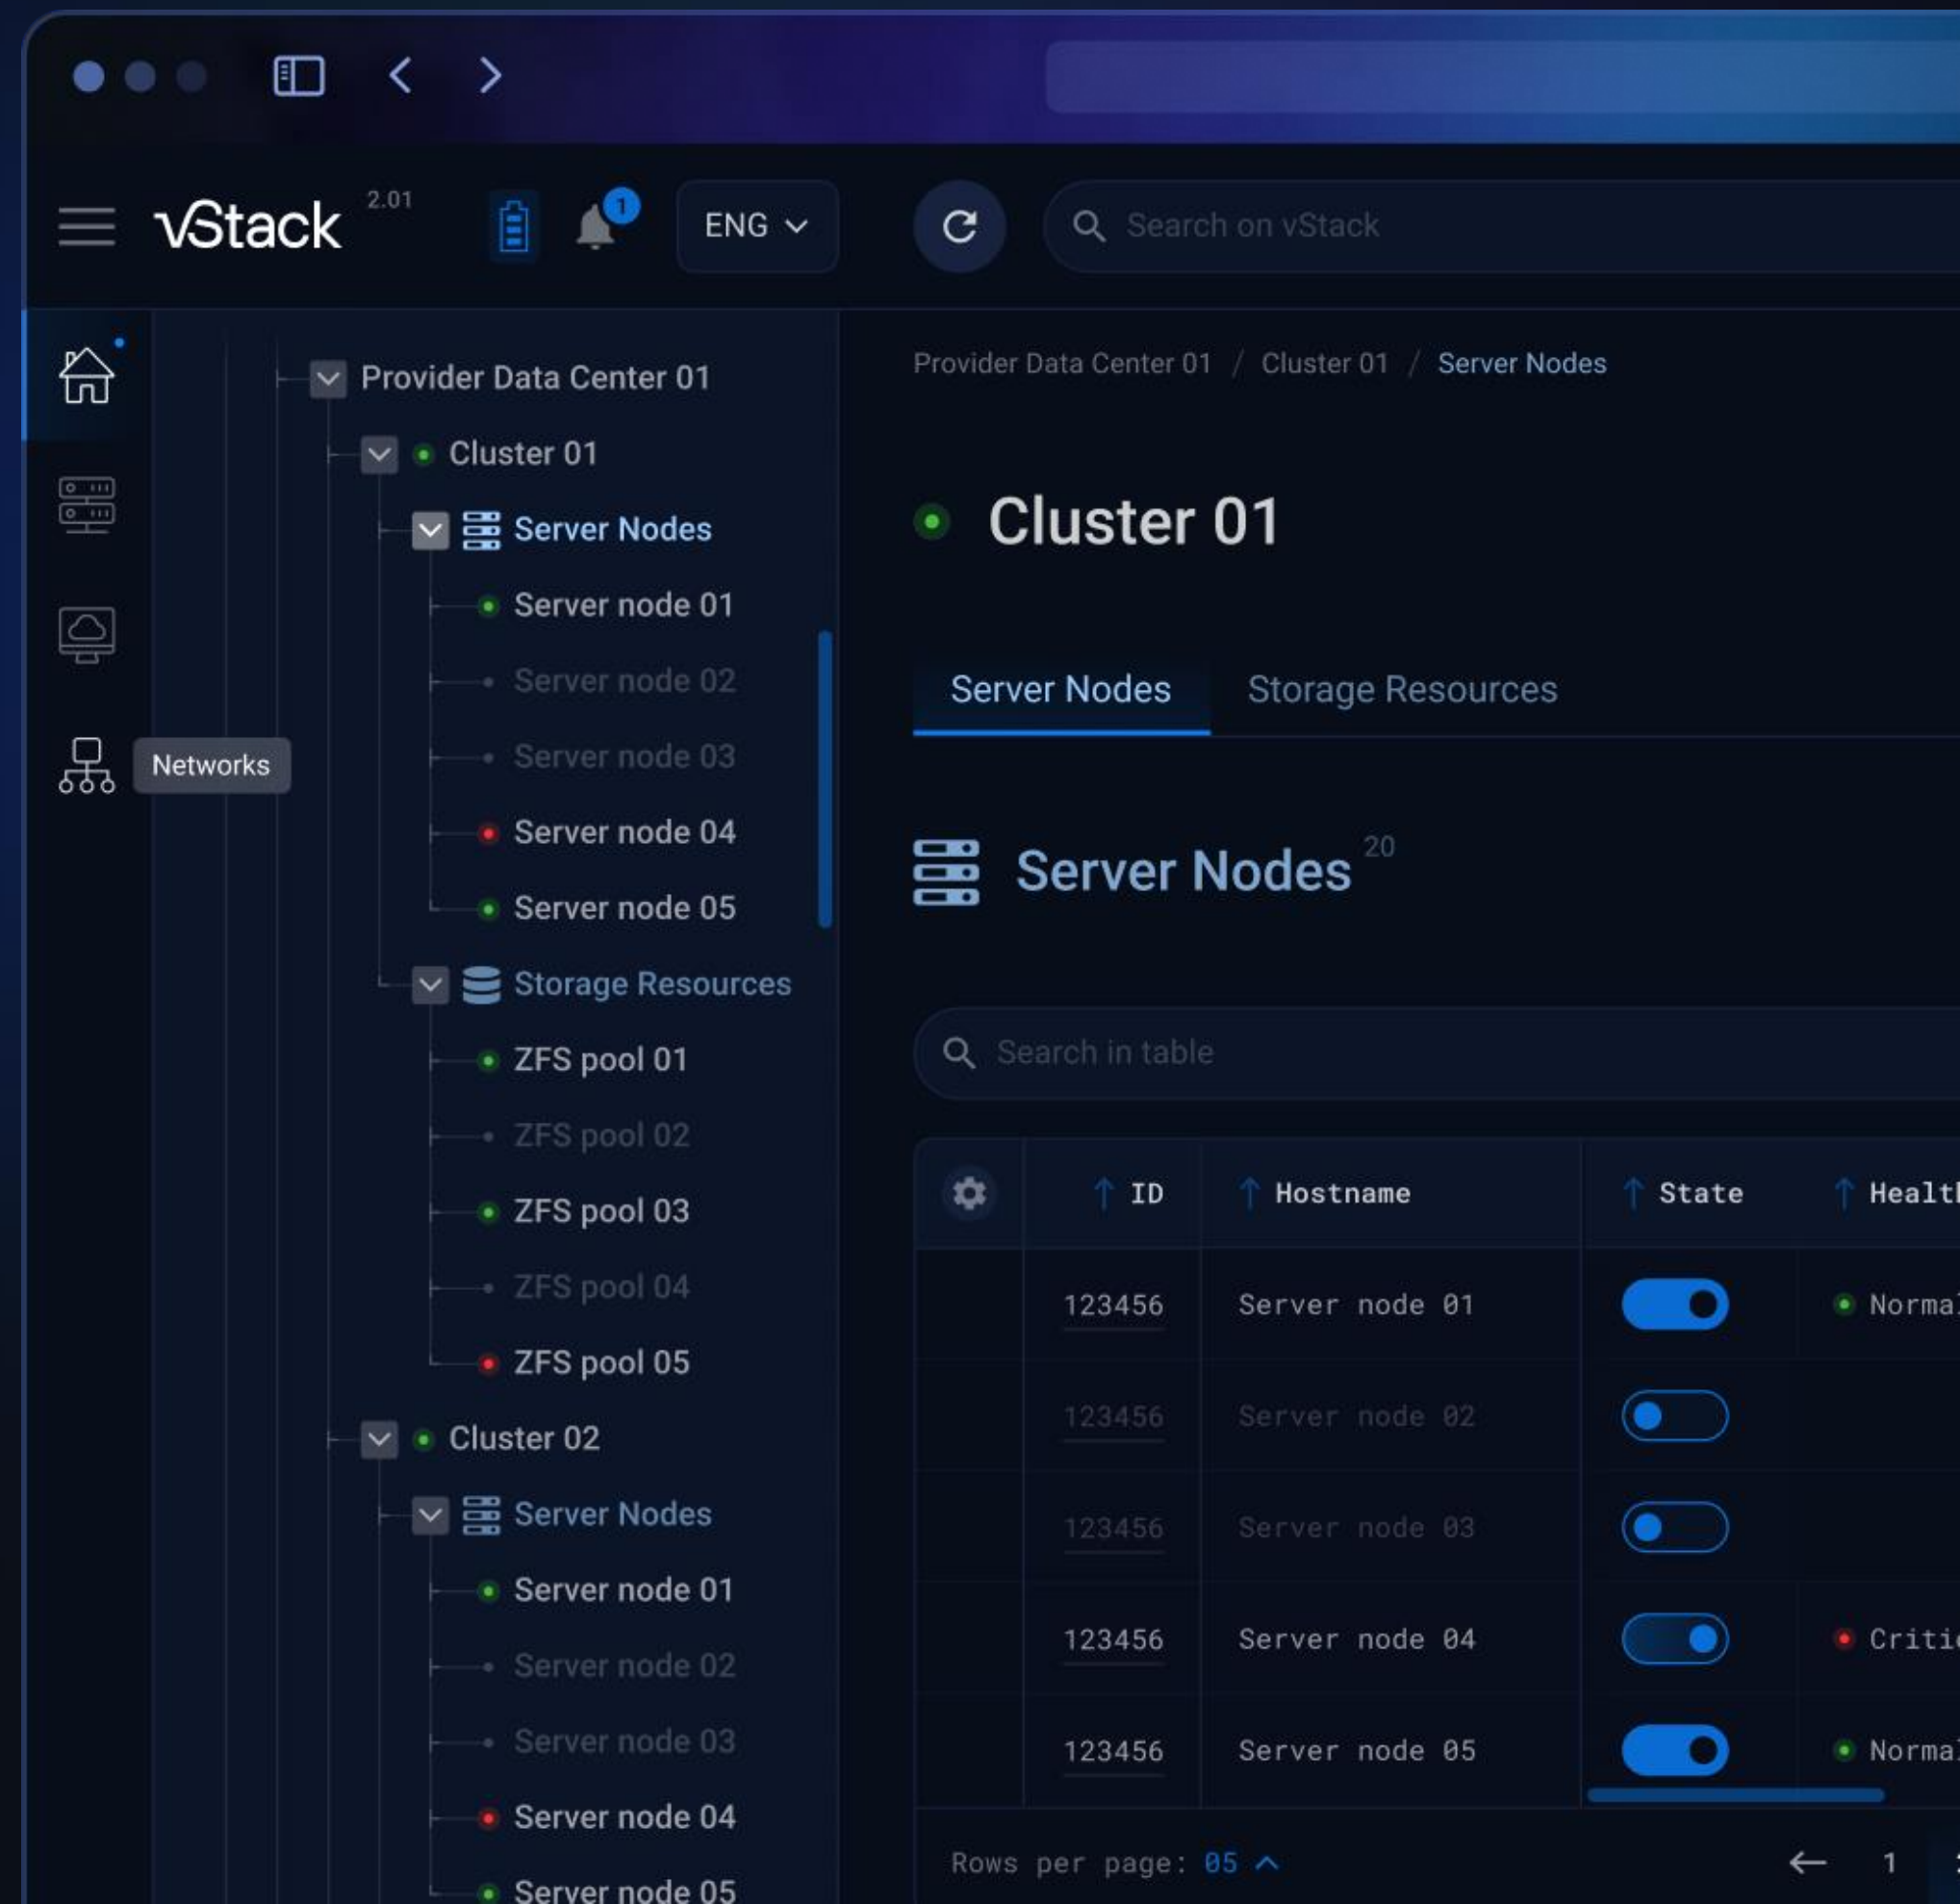 vStack 2.01
1
ENG
Search on vStack
Provider Data Center 01
Cluster 01
Server Nodes
Server node 01
Server node 02
Server node 03
Server node 04
Server node 05
Storage Resources
ZFS pool 01
ZFS pool 02
ZFS pool 03
ZFS pool 04
ZFS pool 05
Cluster 02
Server Nodes
Server node 01
Server node 02
Server node 03
Server node 04
Server node 05
Networks
Provider Data Center 01 / Cluster 01 / Server Nodes
Cluster 01
Server Nodes Storage Resources
Server Nodes 20
Search in table
ID Hostname State
123456 Server node 01
123456 Server node 02
123456 Server node 03
123456 Server node 04
123456 Server node 05
Rows per page: 05 1